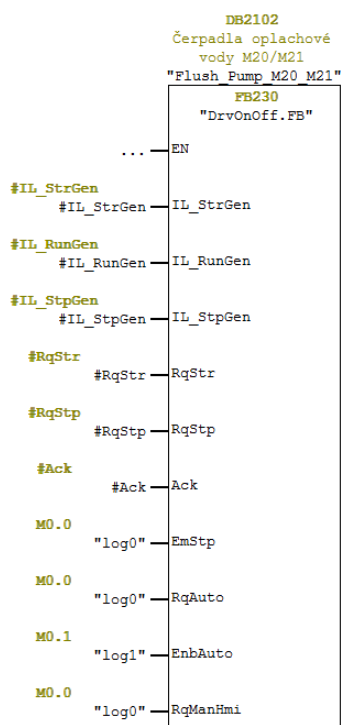 DB2102
Čerpadla oplachové
vody M20/M21
"Flush_Pump_M20_M21"
FB230
"DrvOnOff.FB"
... EN
#IL_StrGen
#IL_StrGen IL_StrGen
#IL_RunGen
#IL_RunGen IL_RunGen
#IL_StpGen
#IL_StpGen IL_StpGen
#RqStr
#RqStr RqStr
#RqStp
#RqStp RqStp
#Ack
#Ack Ack
M0.0
"log0" EmStp
M0.0
"log0" RqAuto
M0.1
"log1" EnbAuto
M0.0
"log0" RqManHmi